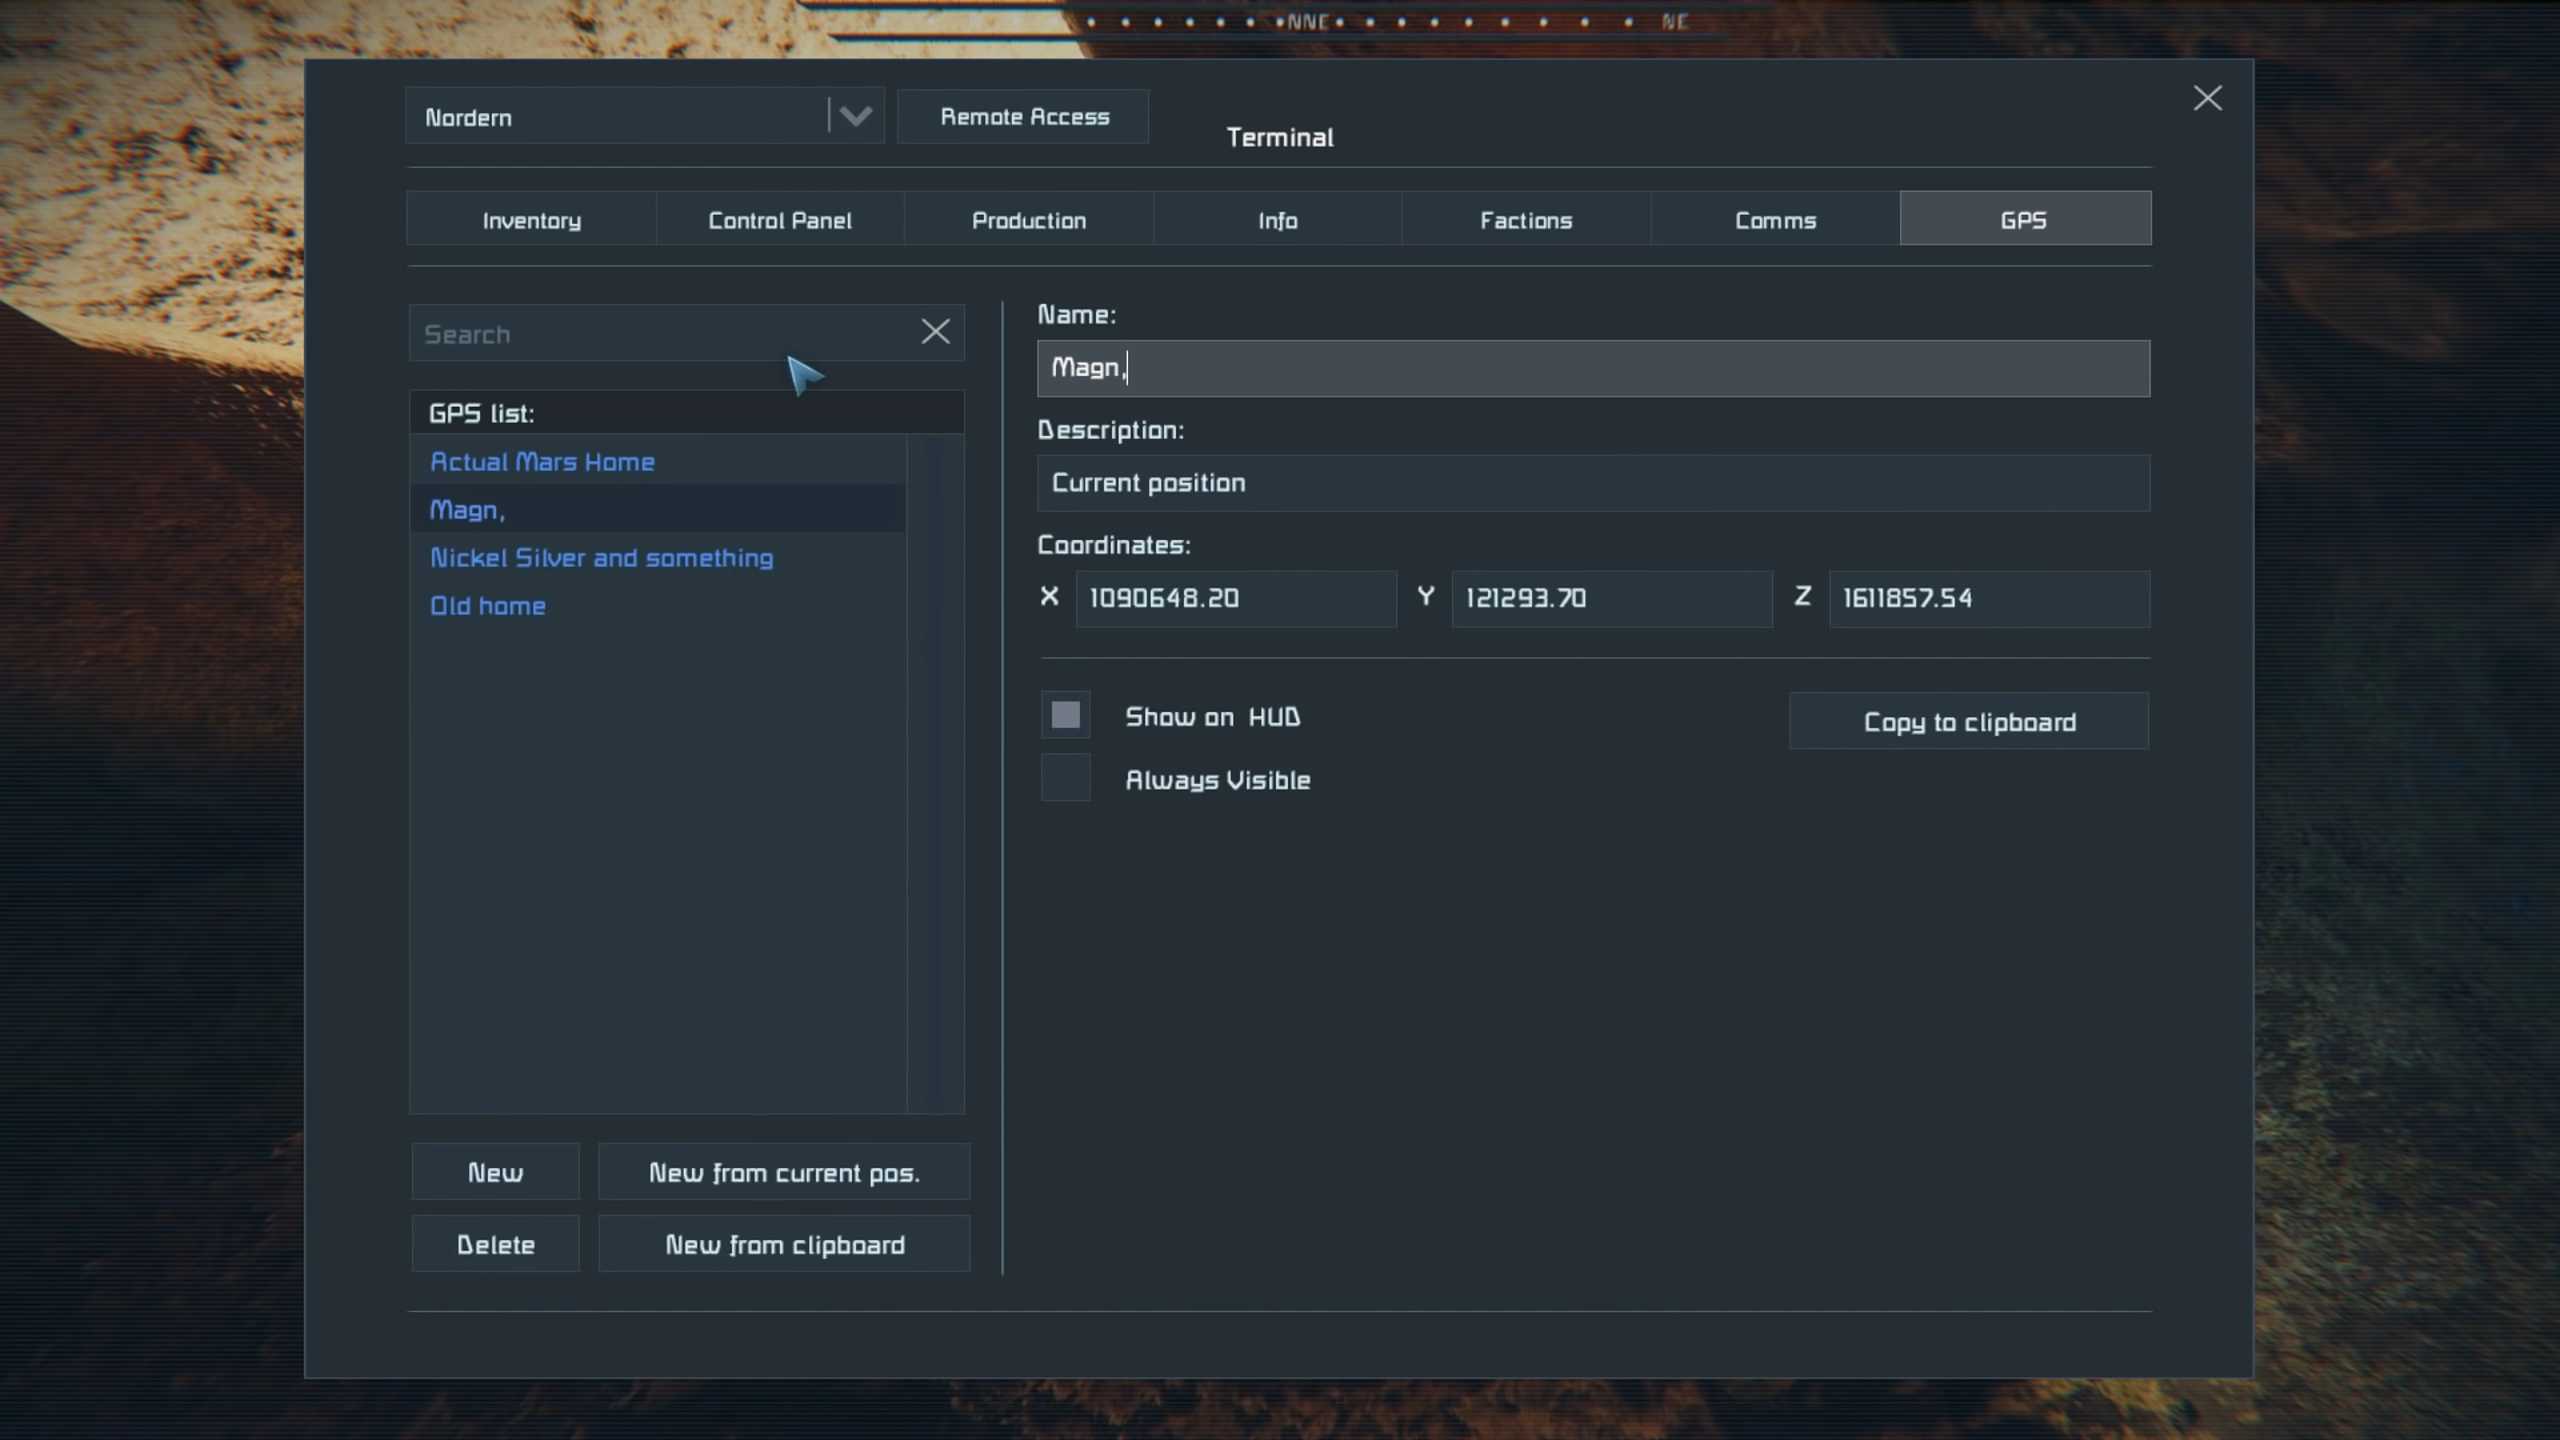 NNE NE
Nordern Remote Access
Terminal
Inventory Control Panel Production Info Factions Comms GPS
Search
GPS list:
Actual Mars Home
Magn,
Nickel Silver and something
Old home
New New from current pos.
Delete New from clipboard
Name:
Magn,
Description:
Current position
Coordinates:
X 1090648.20 Y 121293.70 Z 1611857.54
Show on HUD
Copy to clipboard
Always Visible